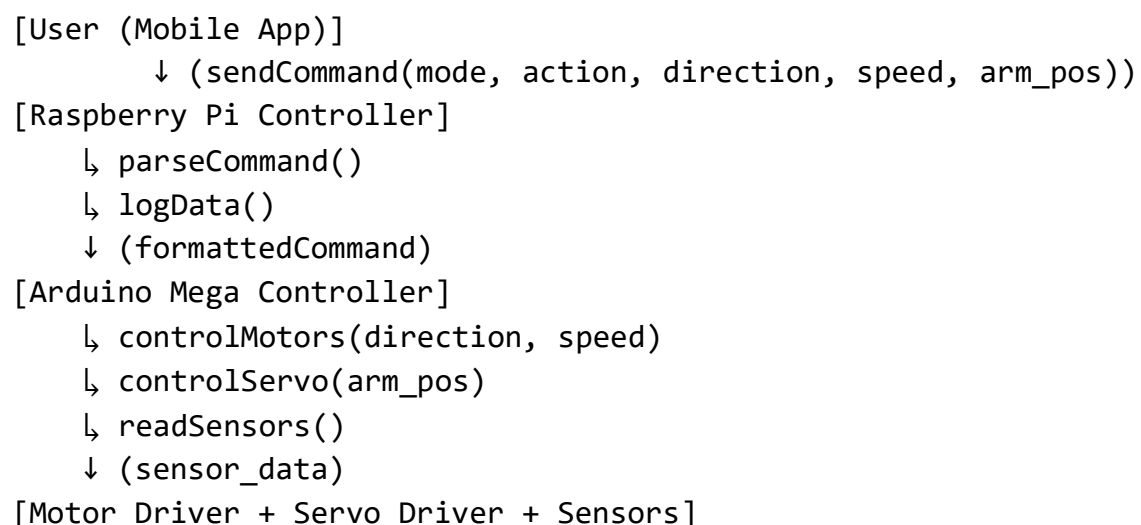 [User (Mobile App)]
↓ (sendCommand(mode, action, direction, speed, arm_pos))
[Raspberry Pi Controller]
↳ parseCommand()
↳ logData()
↓ (formattedCommand)
[Arduino Mega Controller]
↳ controlMotors(direction, speed)
↳ controlServo(arm_pos)
↳ readSensors()
↓ (sensor_data)
[Motor Driver + Servo Driver + Sensors]